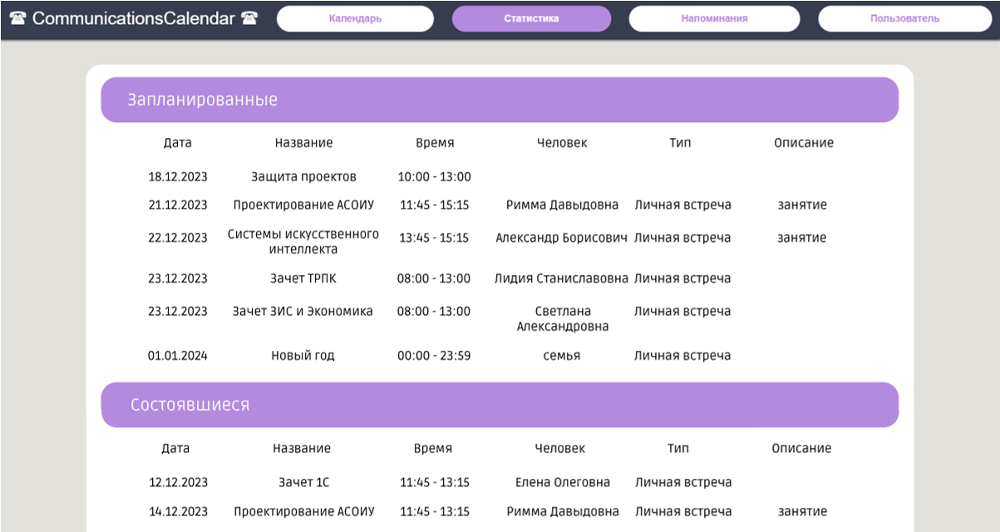 ☎ CommunicationsCalendar ☎ Календарь Статистика Напоминания Пользователь
Запланированные
Дата Название Время Человек Тип Описание
18.12.2023 Защита проектов 10:00 - 13:00
21.12.2023 Проектирование АСОИУ 11:45 - 15:15 Римма Давыдовна Личная встреча занятие
22.12.2023 Системы искусственного интеллекта 13:45 - 15:15 Александр Борисович Личная встреча занятие
23.12.2023 Зачет ТРПК 08:00 - 13:00 Лидия Станиславовна Личная встреча
23.12.2023 Зачет ЗИС и Экономика 08:00 - 13:00 Светлана Александровна Личная встреча
01.01.2024 Новый год 00:00 - 23:59 семья Личная встреча
Состоявшиеся
Дата Название Время Человек Тип Описание
12.12.2023 Зачет 1С 11:45 - 13:15 Елена Олеговна Личная встреча
14.12.2023 Проектирование АСОИУ 11:45 - 13:15 Римма Давыдовна Личная встреча занятие